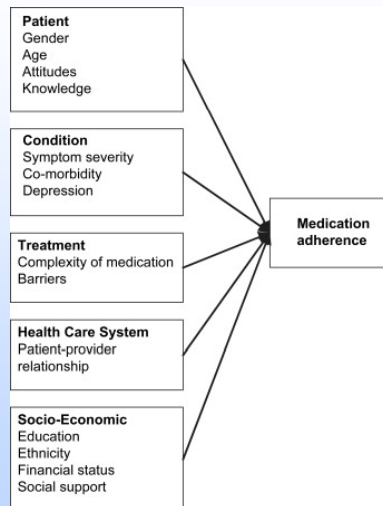 Patient
Gender
Age
Attitudes
Knowledge
Condition
Symptom severity
Co-morbidity
Depression
Treatment
Complexity of medication
Barriers
Health Care System
Patient-provider
relationship
Socio-Economic
Education
Ethnicity
Financial status
Social support
Medication
adherence